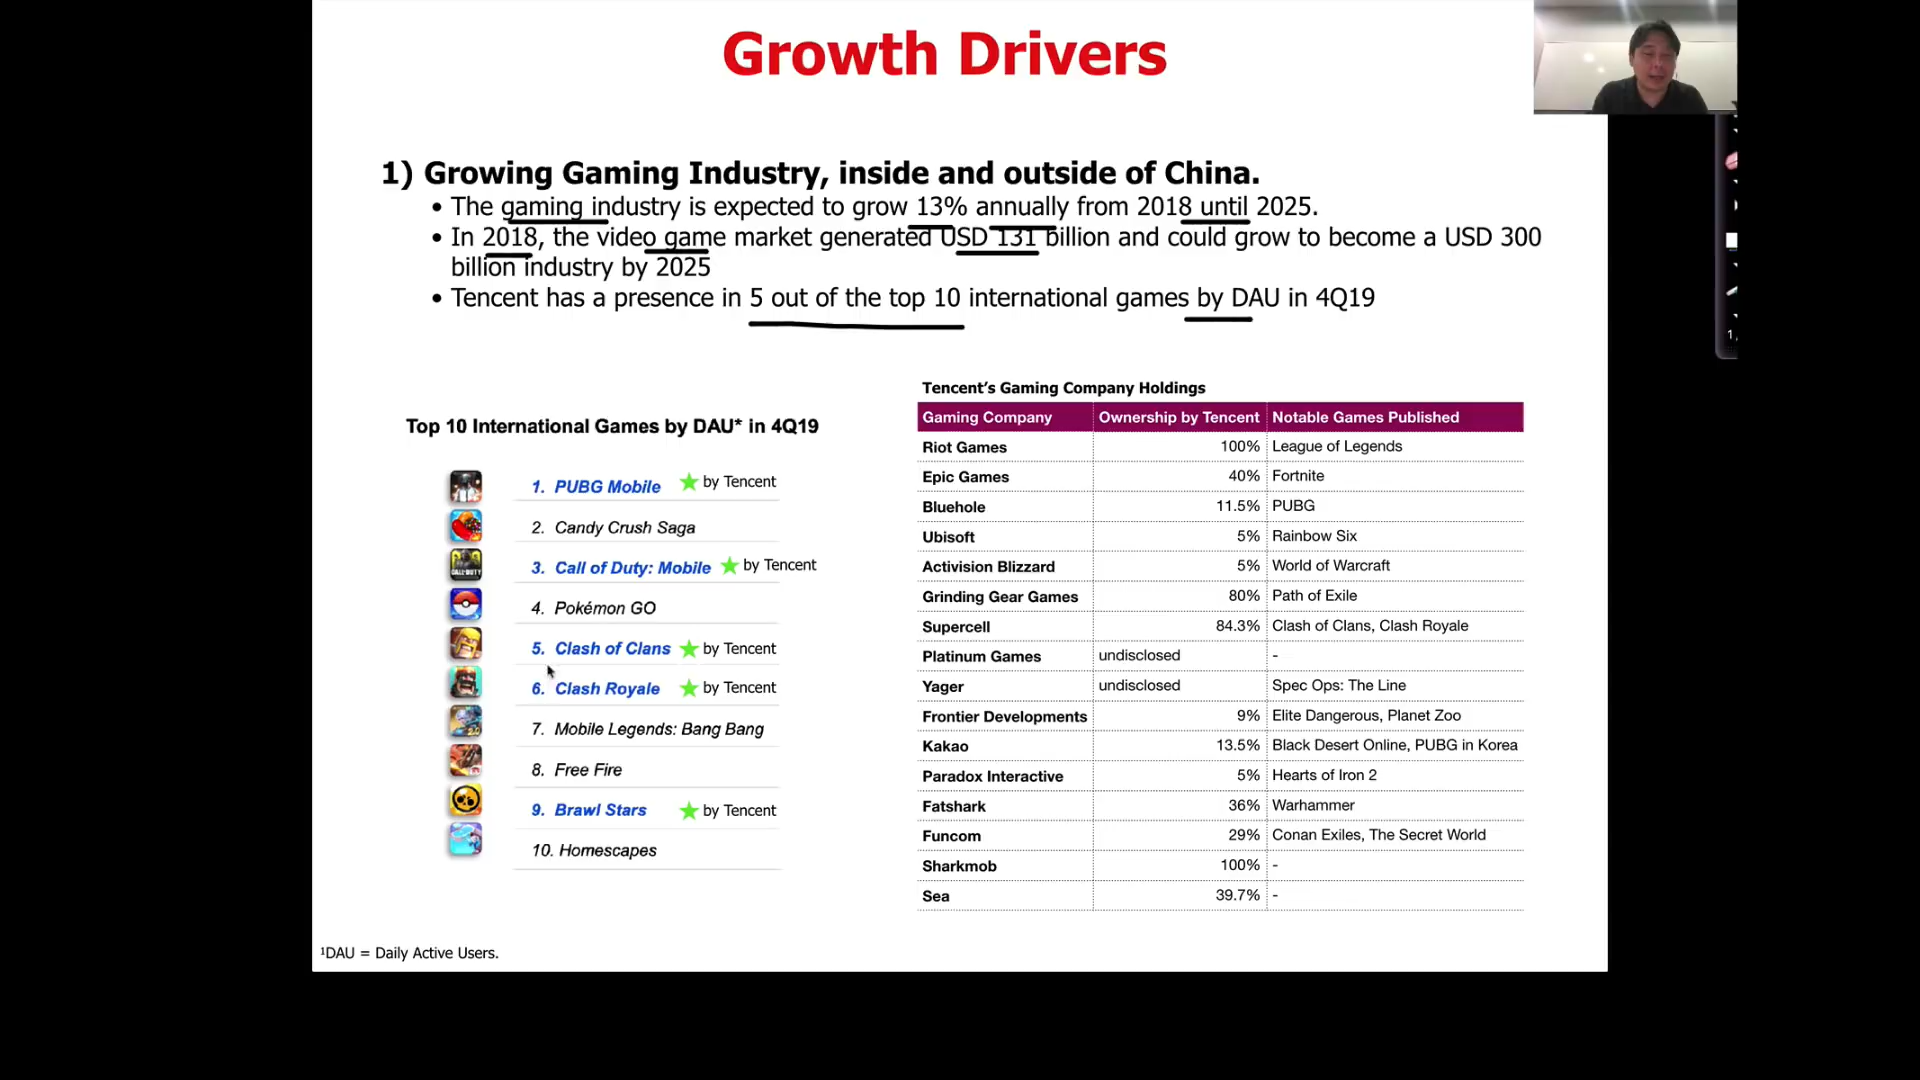 Growth Drivers
1) Growing Gaming Industry, inside and outside of China.
• The gaming industry is expected to grow 13% annually from 2018 until 2025.
• In 2018, the video game market generated USD 131 billion and could grow to become a USD 300
billion industry by 2025
• Tencent has a presence in 5 out of the top 10 international games by DAU in 4Q19
Top 10 International Games by DAU* in 4Q19
1. PUBG Mobile by Tencent
2. Candy Crush Saga
3. Call of Duty: Mobile by Tencent
4. Pokémon GO
5. Clash of Clans by Tencent
6. Clash Royale by Tencent
7. Mobile Legends: Bang Bang
8. Free Fire
9. Brawl Stars by Tencent
10. Homescapes
Tencent's Gaming Company Holdings
Gaming Company Ownership by Tencent Notable Games Published
Riot Games 100% League of Legends
Epic Games 40% Fortnite
Bluehole 11.5% PUBG
Ubisoft 5% Rainbow Six
Activision Blizzard 5% World of Warcraft
Grinding Gear Games 80% Path of Exile
Supercell 84.3% Clash of Clans, Clash Royale
Platinum Games undisclosed -
Yager undisclosed Spec Ops: The Line
Frontier Developments 9% Elite Dangerous, Planet Zoo
Kakao 13.5% Black Desert Online, PUBG in Korea
Paradox Interactive 5% Hearts of Iron 2
Fatshark 36% Warhammer
Funcom 29% Conan Exiles, The Secret World
Sharkmob 100% -
Sea 39.7% -
¹DAU = Daily Active Users.